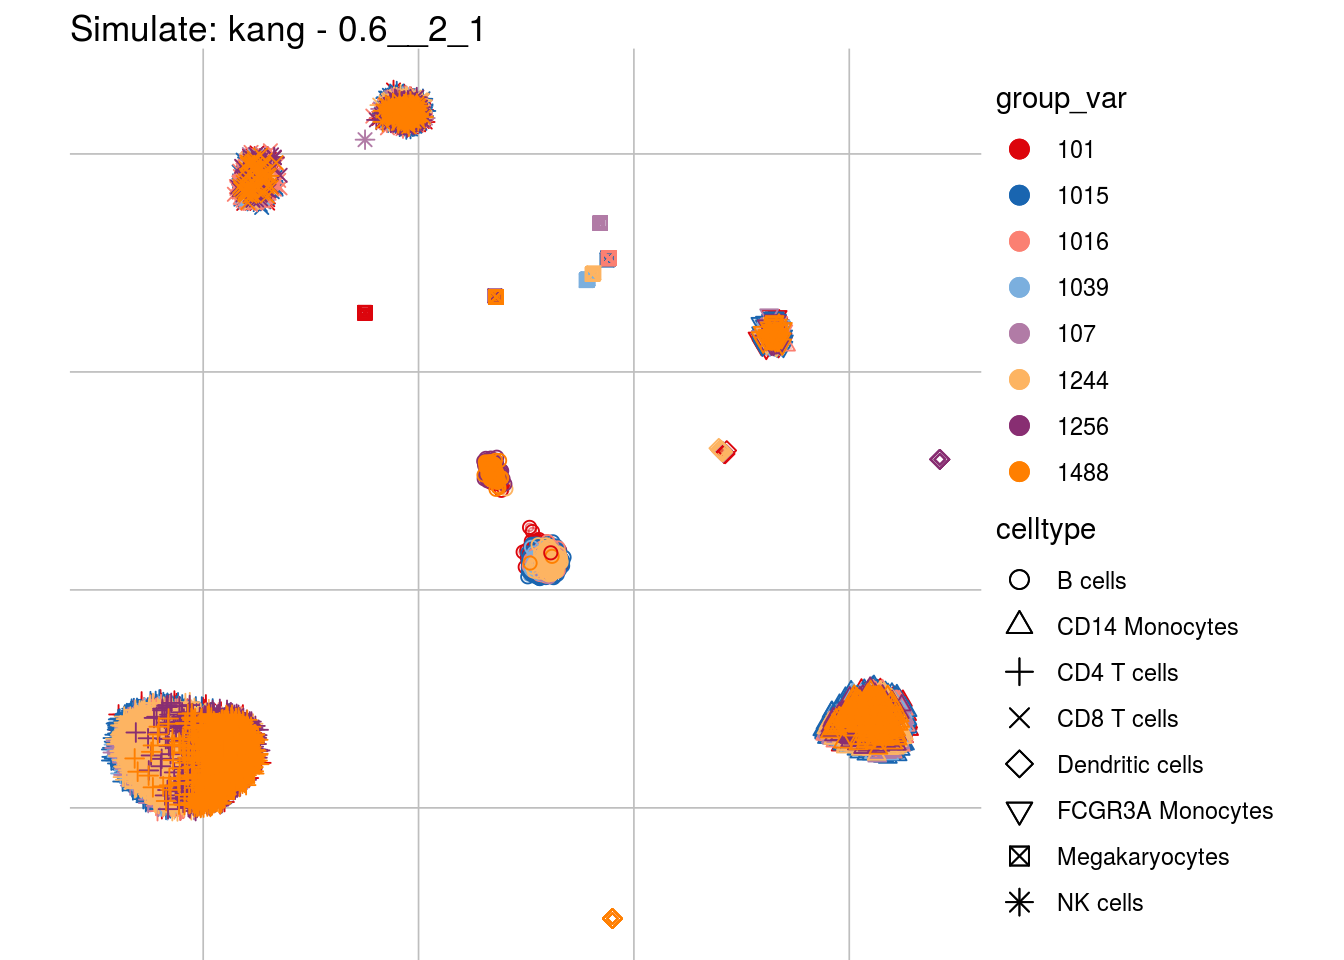 Simulate: kang - 0.6__2_1
group_var
101
1015
1016
1039
107
1244
1256
1488
celltype
B cells
CD14 Monocytes
CD4 T cells
CD8 T cells
Dendritic cells
FCGR3A Monocytes
Megakaryocytes
NK cells